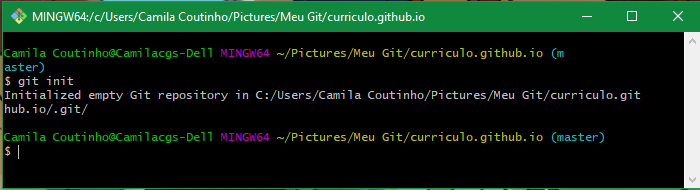 MINGW64:/c/Users/Camila Coutinho/Pictures/Meu Git/curriculo.github.io
Camila Coutinho@Camilacgs-Dell MINGW64 ~/Pictures/Meu Git/curriculo.github.io (m
aster)
$ git init
Initialized empty Git repository in C:/Users/Camila Coutinho/Pictures/Meu Git/curriculo.git
hub.io/.git/
Camila Coutinho@Camilacgs-Dell MINGW64 ~/Pictures/Meu Git/curriculo.github.io (master)
$